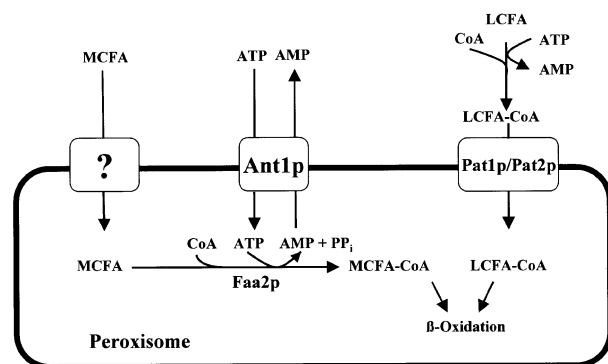 LCFA
CoA ATP
MCFA ATP AMP
AMP
LCFA-CoA
? Ant1p Pat1p/Pat2p
CoA ATP AMP + PPi
MCFA MCFA-CoA LCFA-CoA
Faa2p
Peroxisome ß-Oxidation